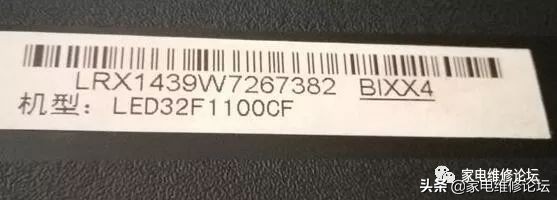 LRX1439W7267382 BIXX4
机型：LED32F1100CF
家电维修论坛
头条@家电维修论坛